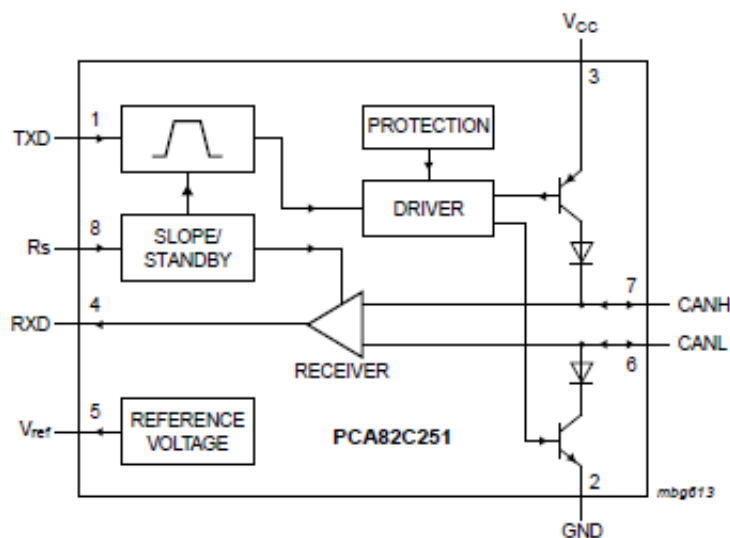 VCC
3
TXD
1
PROTECTION
DRIVER
Rs
8
SLOPE/
STANDBY
7
CANH
RXD
4
CANL
6
RECEIVER
Vref
5
REFERENCE
VOLTAGE
PCA82C251
2
mbg613
GND